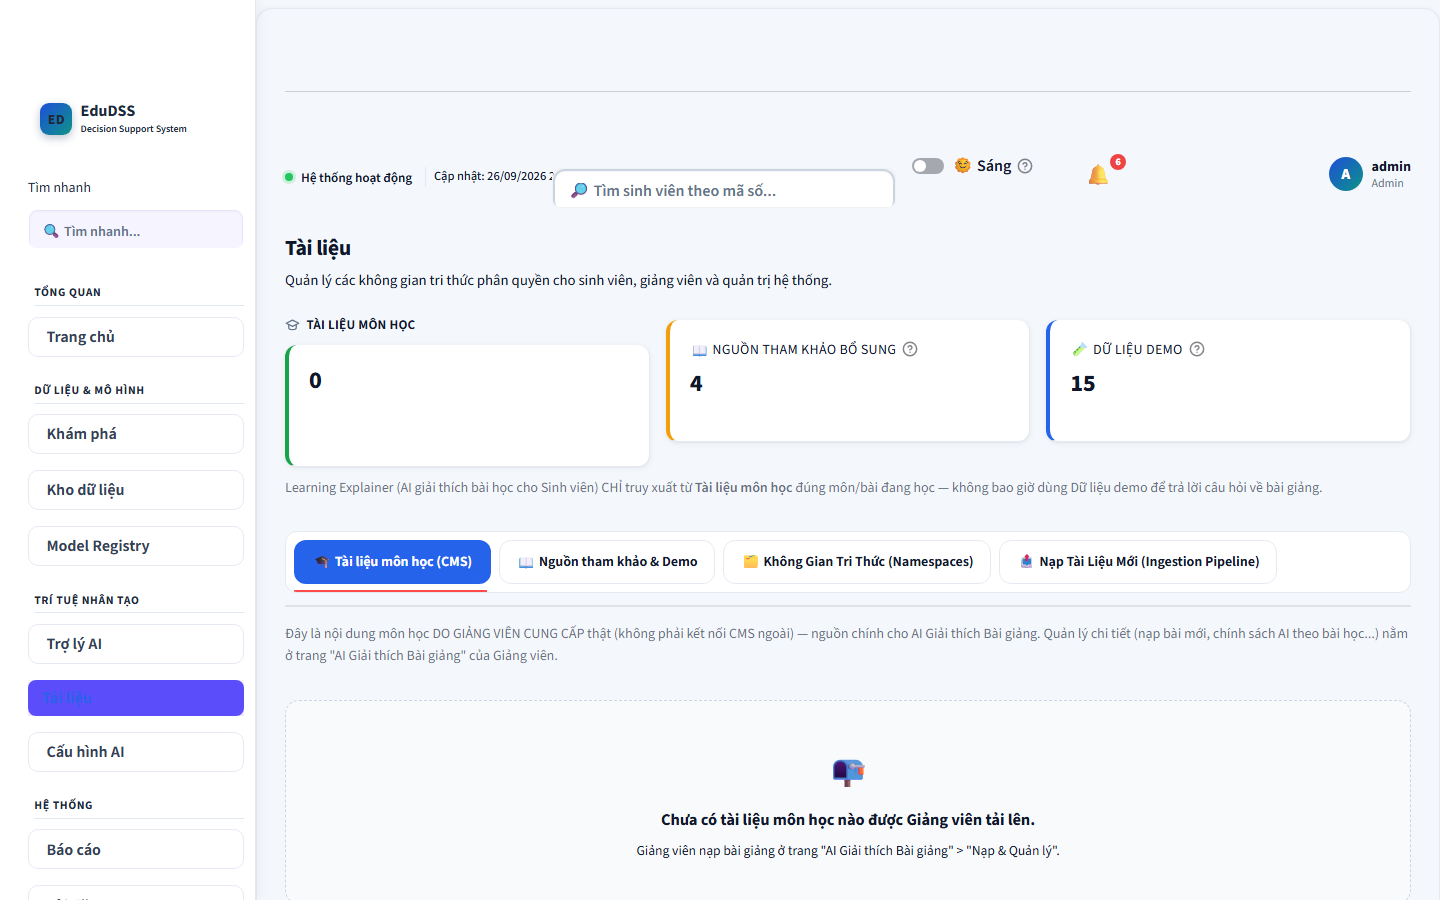 ED
EduDSS
Decision Support System
Tìm nhanh
Tìm nhanh...
TỔNG QUAN
Trang chủ
DỮ LIỆU & MÔ HÌNH
Khám phá
Kho dữ liệu
Model Registry
TRÍ TUỆ NHÂN TẠO
Trợ lý AI
Tài liệu
Cấu hình AI
HỆ THỐNG
Báo cáo
Hệ thống hoạt động
Cập nhật: 26/09/2026
Tìm sinh viên theo mã số...
Sáng
6
A
admin
Admin
Tài liệu
Quản lý các không gian tri thức phân quyền cho sinh viên, giảng viên và quản trị hệ thống.
TÀI LIỆU MÔN HỌC
0
NGUỒN THAM KHẢO BỔ SUNG
4
DỮ LIỆU DEMO
15
Learning Explainer (AI giải thích bài học cho Sinh viên) CHỈ truy xuất từ Tài liệu môn học đúng môn/bài đang học — không bao giờ dùng Dữ liệu demo để trả lời câu hỏi về bài giảng.
Tài liệu môn học (CMS)
Nguồn tham khảo & Demo
Không Gian Tri Thức (Namespaces)
Nạp Tài Liệu Mới (Ingestion Pipeline)
Đây là nội dung môn học DO GIẢNG VIÊN CUNG CẤP thật (không phải kết nối CMS ngoài) — nguồn chính cho AI Giải thích Bài giảng. Quản lý chi tiết (nạp bài mới, chính sách AI theo bài học...) nằm
ở trang "AI Giải thích Bài giảng" của Giảng viên.
Chưa có tài liệu môn học nào được Giảng viên tải lên.
Giảng viên nạp bài giảng ở trang "AI Giải thích Bài giảng" > "Nạp & Quản lý".